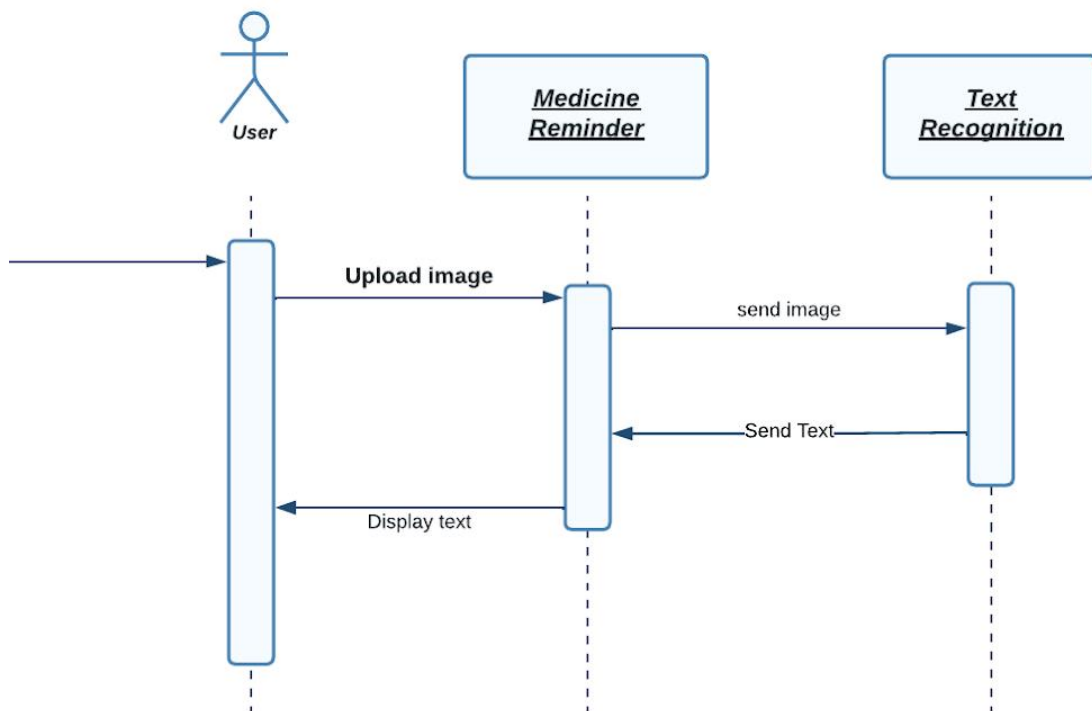 User
Medicine
Reminder
Text
Recognition
Upload image
send image
Send Text
Display text